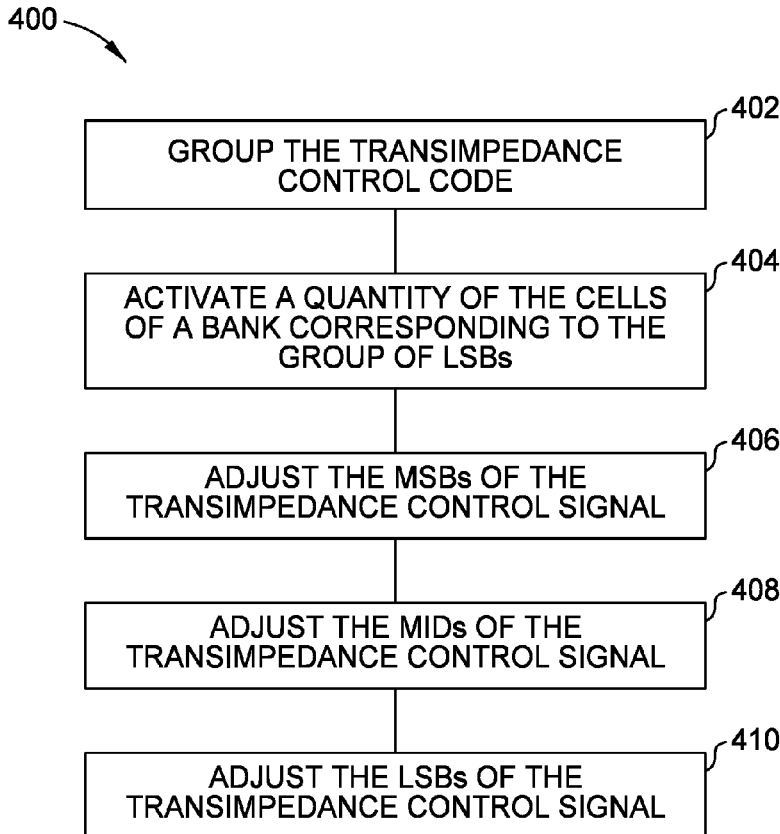 400
402
GROUP THE TRANSIMPEDANCE
CONTROL CODE
404
ACTIVATE A QUANTITY OF THE CELLS
OF A BANK CORRESPONDING TO THE
GROUP OF LSBs
406
ADJUST THE MSBs OF THE
TRANSIMPEDANCE CONTROL SIGNAL
408
ADJUST THE MIDs OF THE
TRANSIMPEDANCE CONTROL SIGNAL
410
ADJUST THE LSBs OF THE
TRANSIMPEDANCE CONTROL SIGNAL